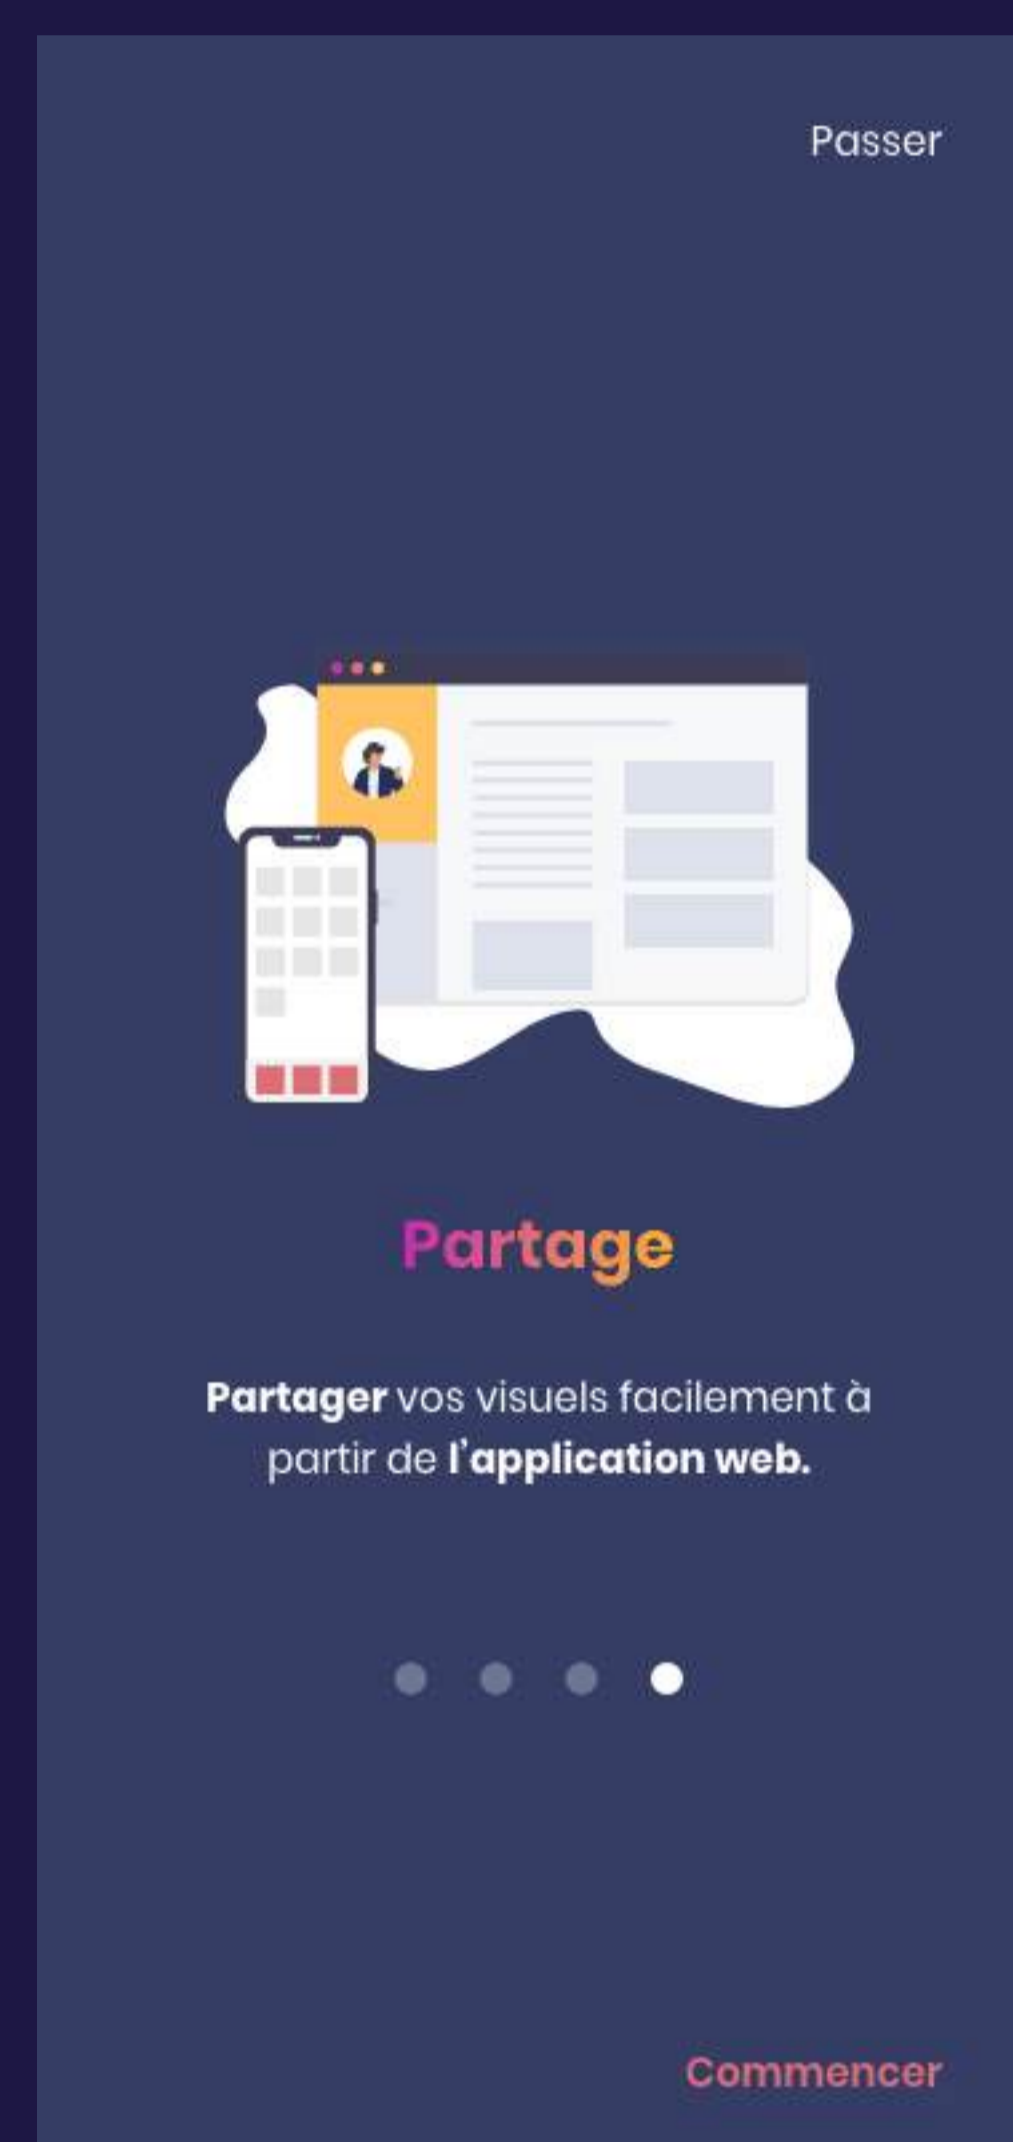 Passer
Partage
Partager vos visuels facilement à
partir de l'application web.
Commencer